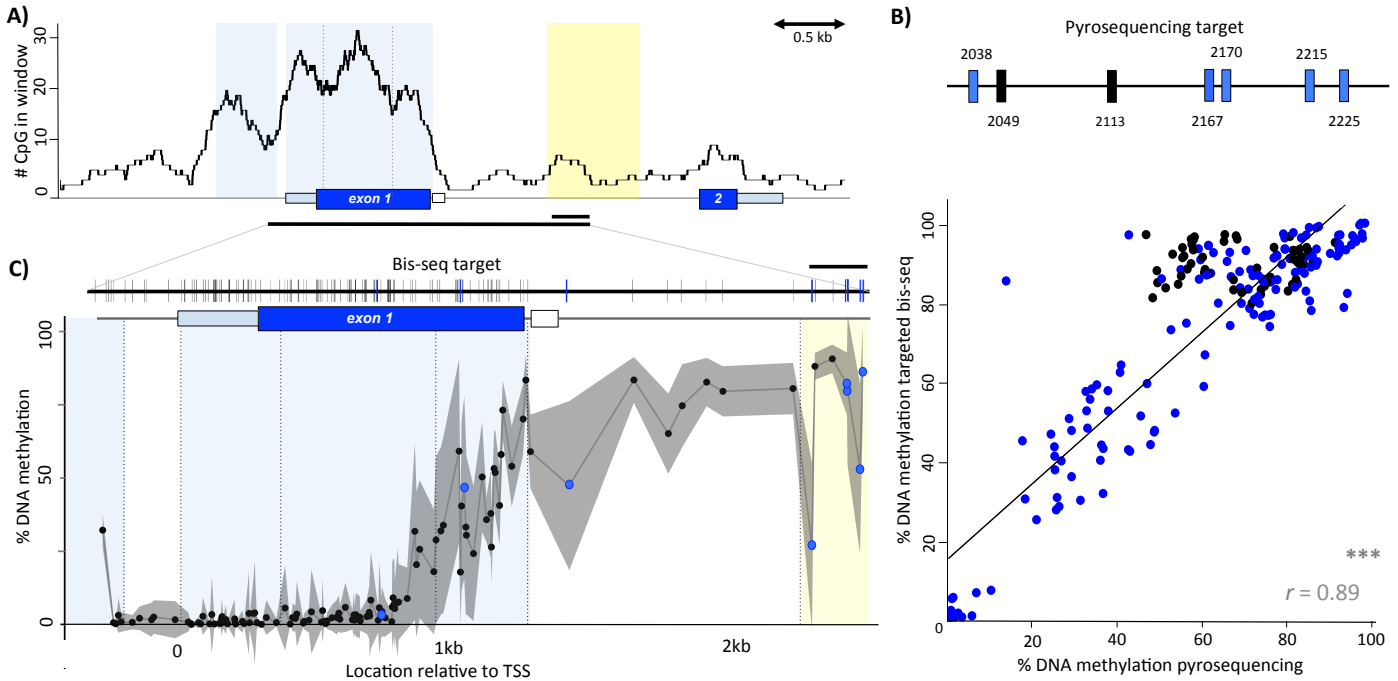 A)
# CpG in window
30
20
10
0
0.5 kb
exon 1
2
B)
Pyrosequencing target
2038
2170
2215
2049
2113
2167
2225
% DNA methylated targeted bis-seq
100
80
60
40
20
0
0
20
40
60
80
100
***
r = 0.89
% DNA methylation pyrosequencing
C)
Bis-seq target
exon 1
% DNA methylation
100
50
0
0
1kb
2kb
Location relative to TSS